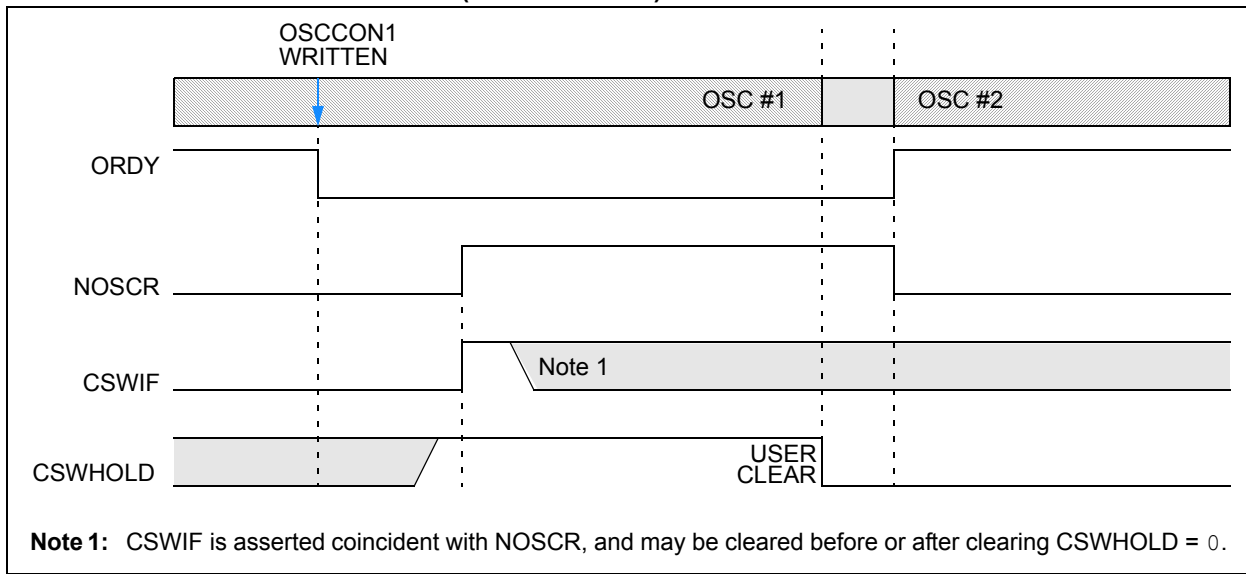 OSCCON1
WRITTEN
OSC #1
OSC #2
ORDY
NOSCR
CSWIF
Note 1
CSWHOLD
USER
CLEAR
Note 1: CSWIF is asserted coincident with NOSCR, and may be cleared before or after clearing CSWHOLD = 0.